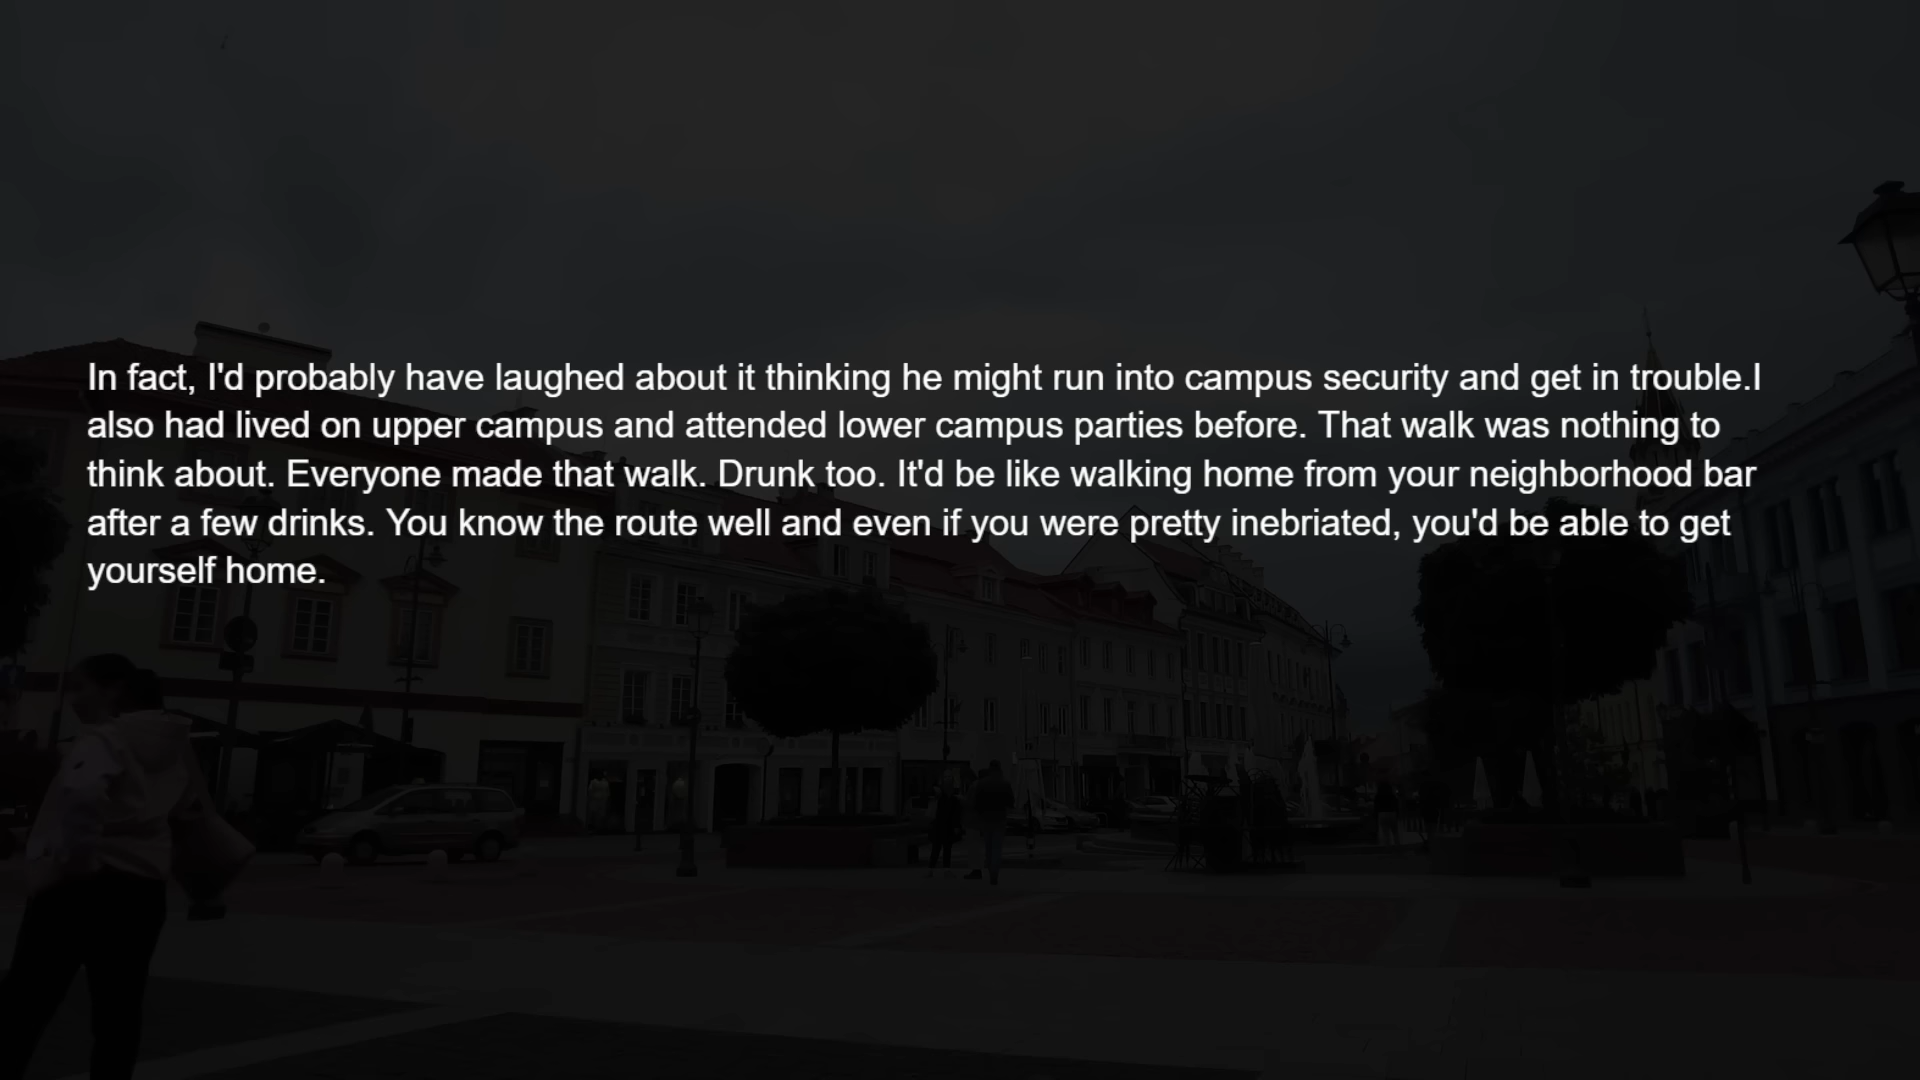 In fact, I'd probably have laughed about it thinking he might run into campus security and get in trouble.I
also had lived on upper campus and attended lower campus parties before. That walk was nothing to
think about. Everyone made that walk. Drunk too. It'd be like walking home from your neighborhood bar
after a few drinks. You know the route well and even if you were pretty inebriated, you'd be able to get
yourself home.